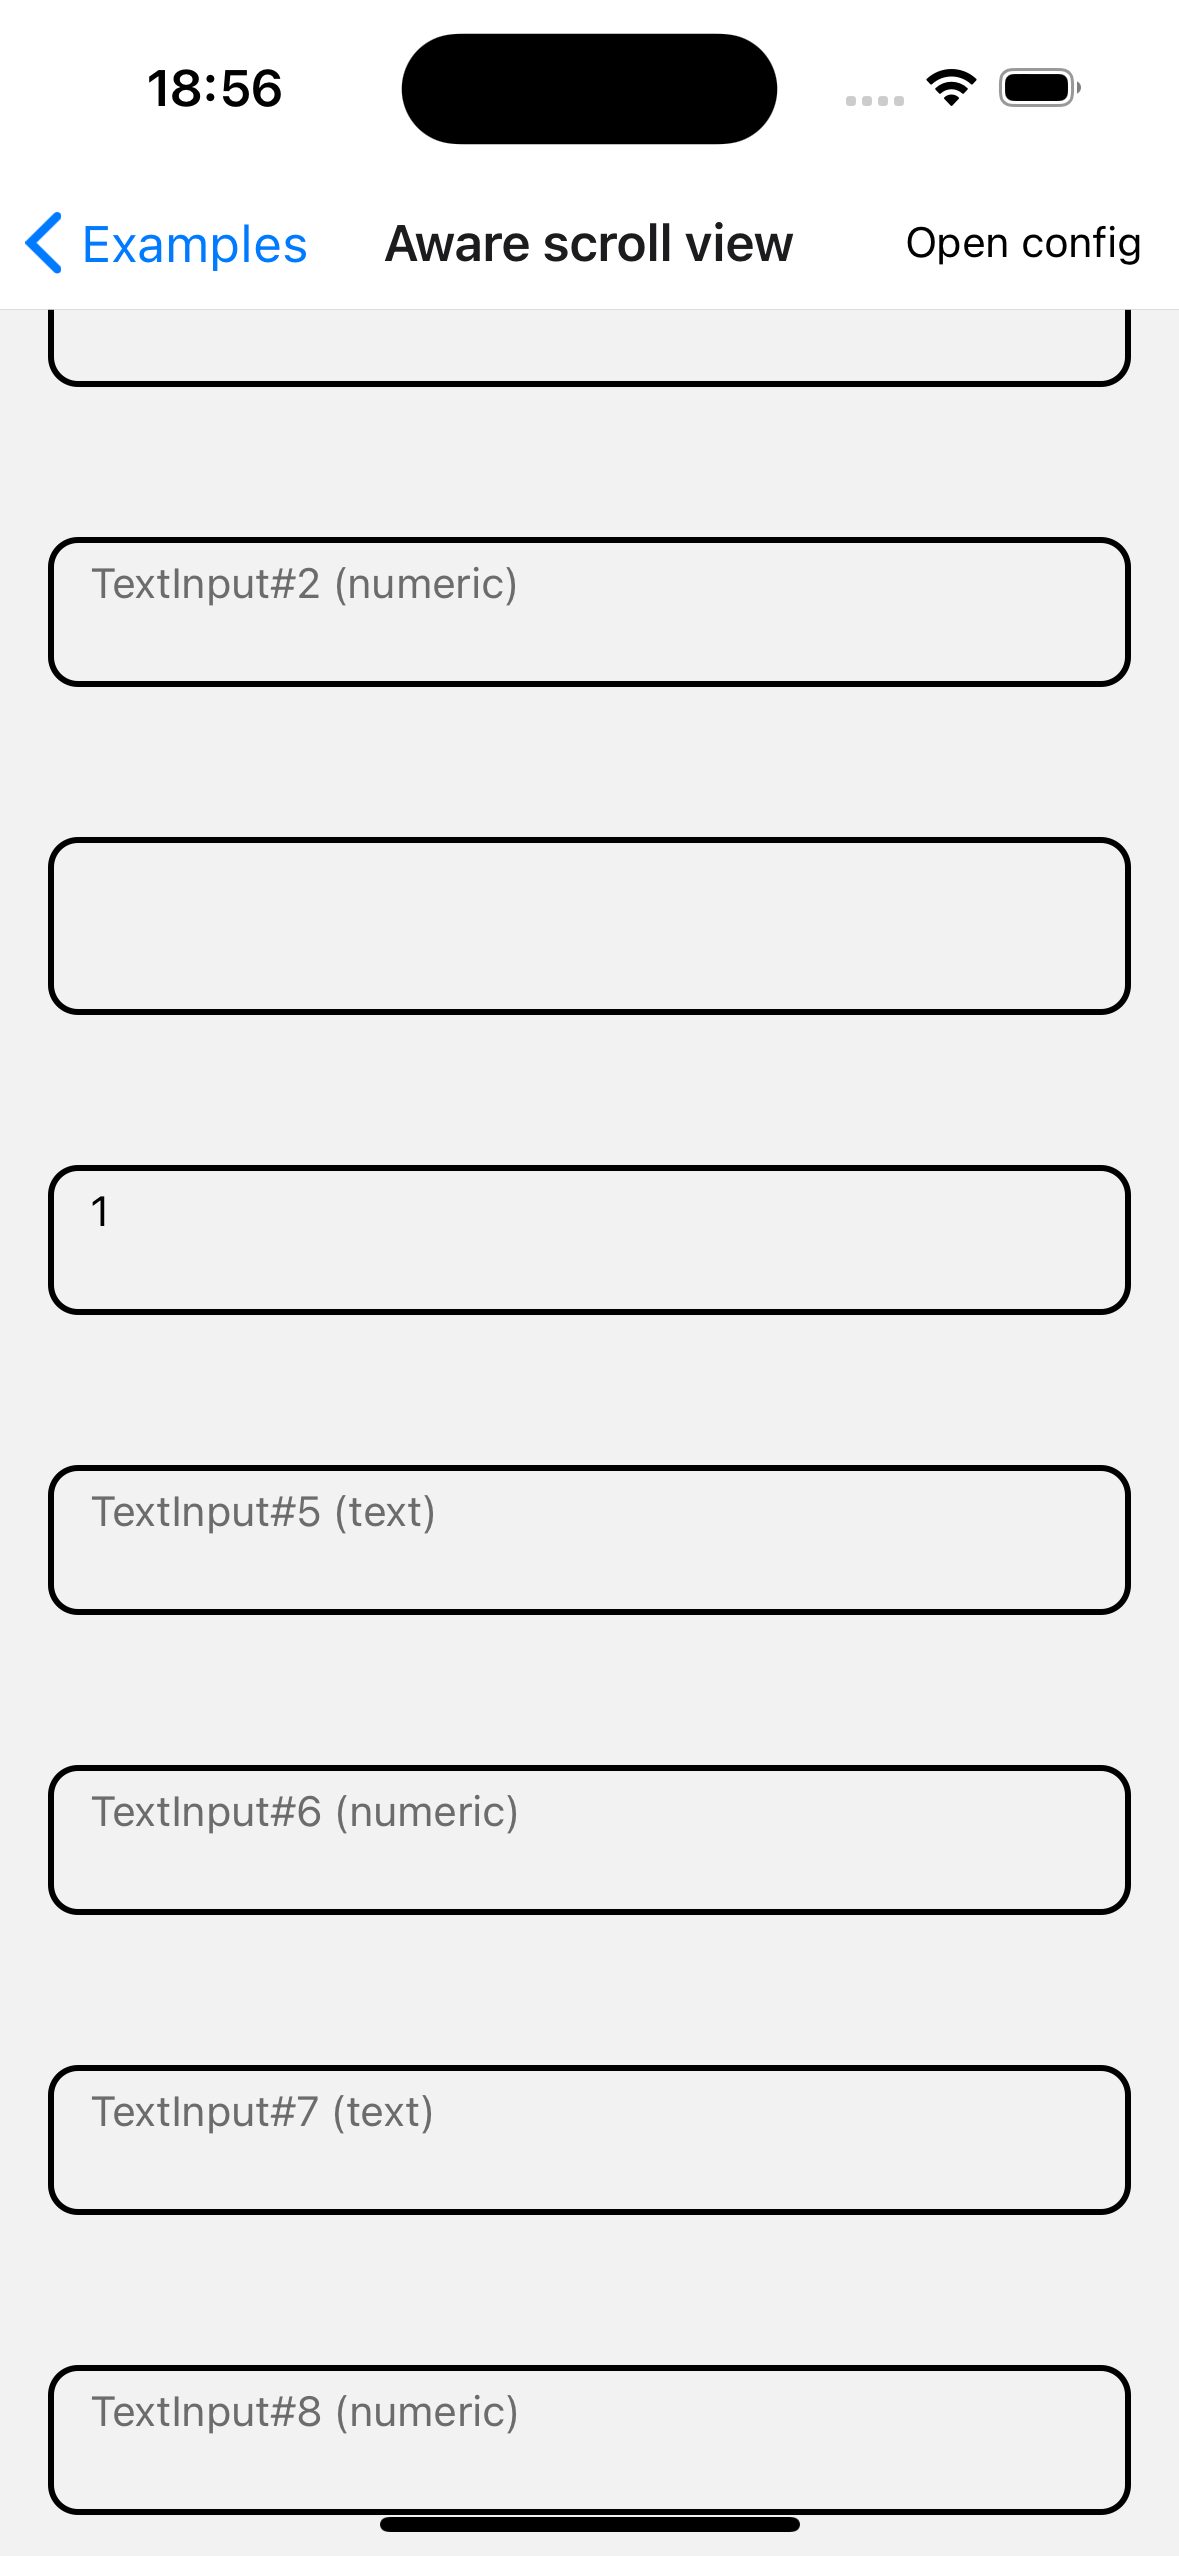 18:56
Examples
Aware scroll view
Open config
TextInput#2 (numeric)
1
TextInput#5 (text)
TextInput#6 (numeric)
TextInput#7 (text)
TextInput#8 (numeric)